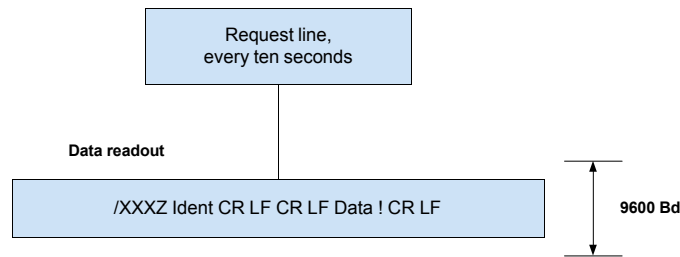 Request line,
every ten seconds
Data readout
/XXXZ Ident CR LF CR LF Data ! CR LF
9600 Bd